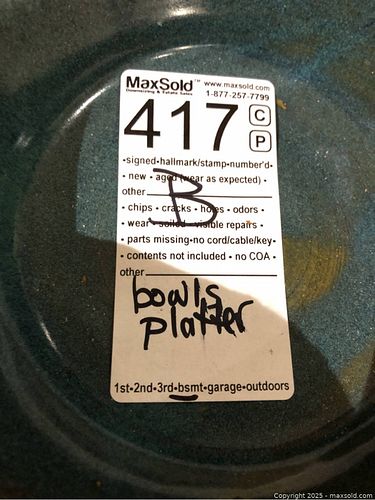 MaxSold™ www.maxsold.com
Downsizing & Estate Sales 1-877-257-7799
417 C
P
•signed•hallmark/stamp•number'd•
• new • aged (wear as expected) •
other
B
• chips • cracks • holes • odors •
• wear • soiled • visible repairs •
• parts missing•no cord/cable/key•
• contents not included • no COA •
other
bowls
platter
1st•2nd•3rd•bsmt•garage•outdoors
Copyright 2025 - maxsold.com